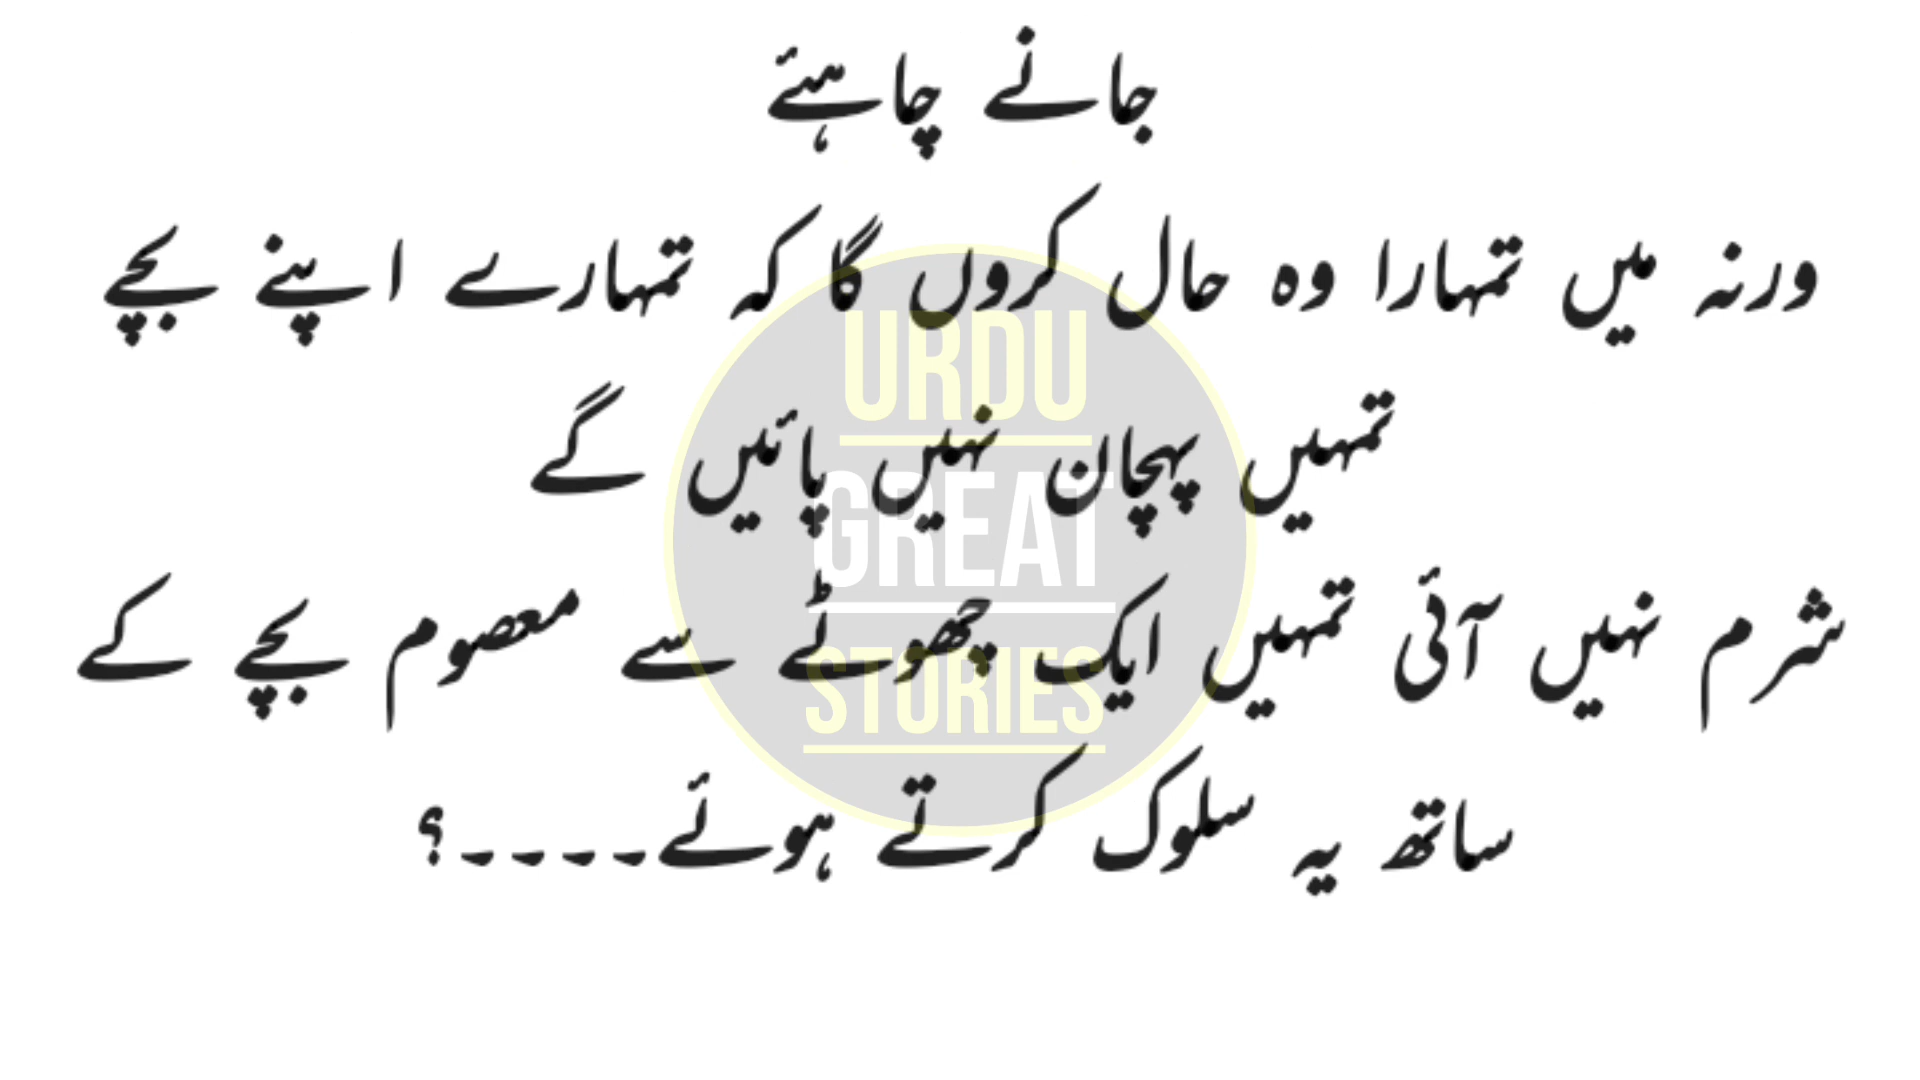 جانے چاہئے
ورنہ میں تمہارا وہ حال کروں گا کہ تمہارے اپنے بچے
تمہیں پہچان نہیں پائیں گے
شرم نہیں آئی تمہیں ایک چھوٹے سے معصوم بچے کے
ساتھ یہ سلوک کرتے ہوئے۔۔۔۔؟
URDU
GREAT
STORIES